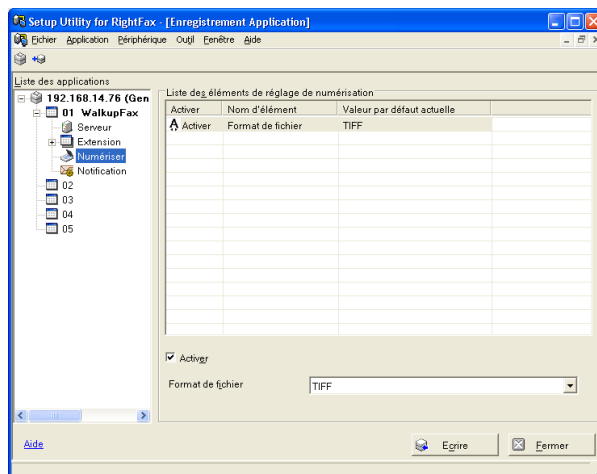 Setup Utility for RightFax - [Enregistrement Application]
Fichier Application Périphérique Outil Fenêtre Aide
Liste des applications
192.168.14.76 (Gen
01 WalkupFax
Serveur
Extension
Numériser
Notification
02
03
04
05
Liste des éléments de réglage de numérisation
Activer Nom d'élément Valeur par défaut actuelle
Activer Format de fichier TIFF
Activer
Format de fichier TIFF
Aide Ecrire Fermer